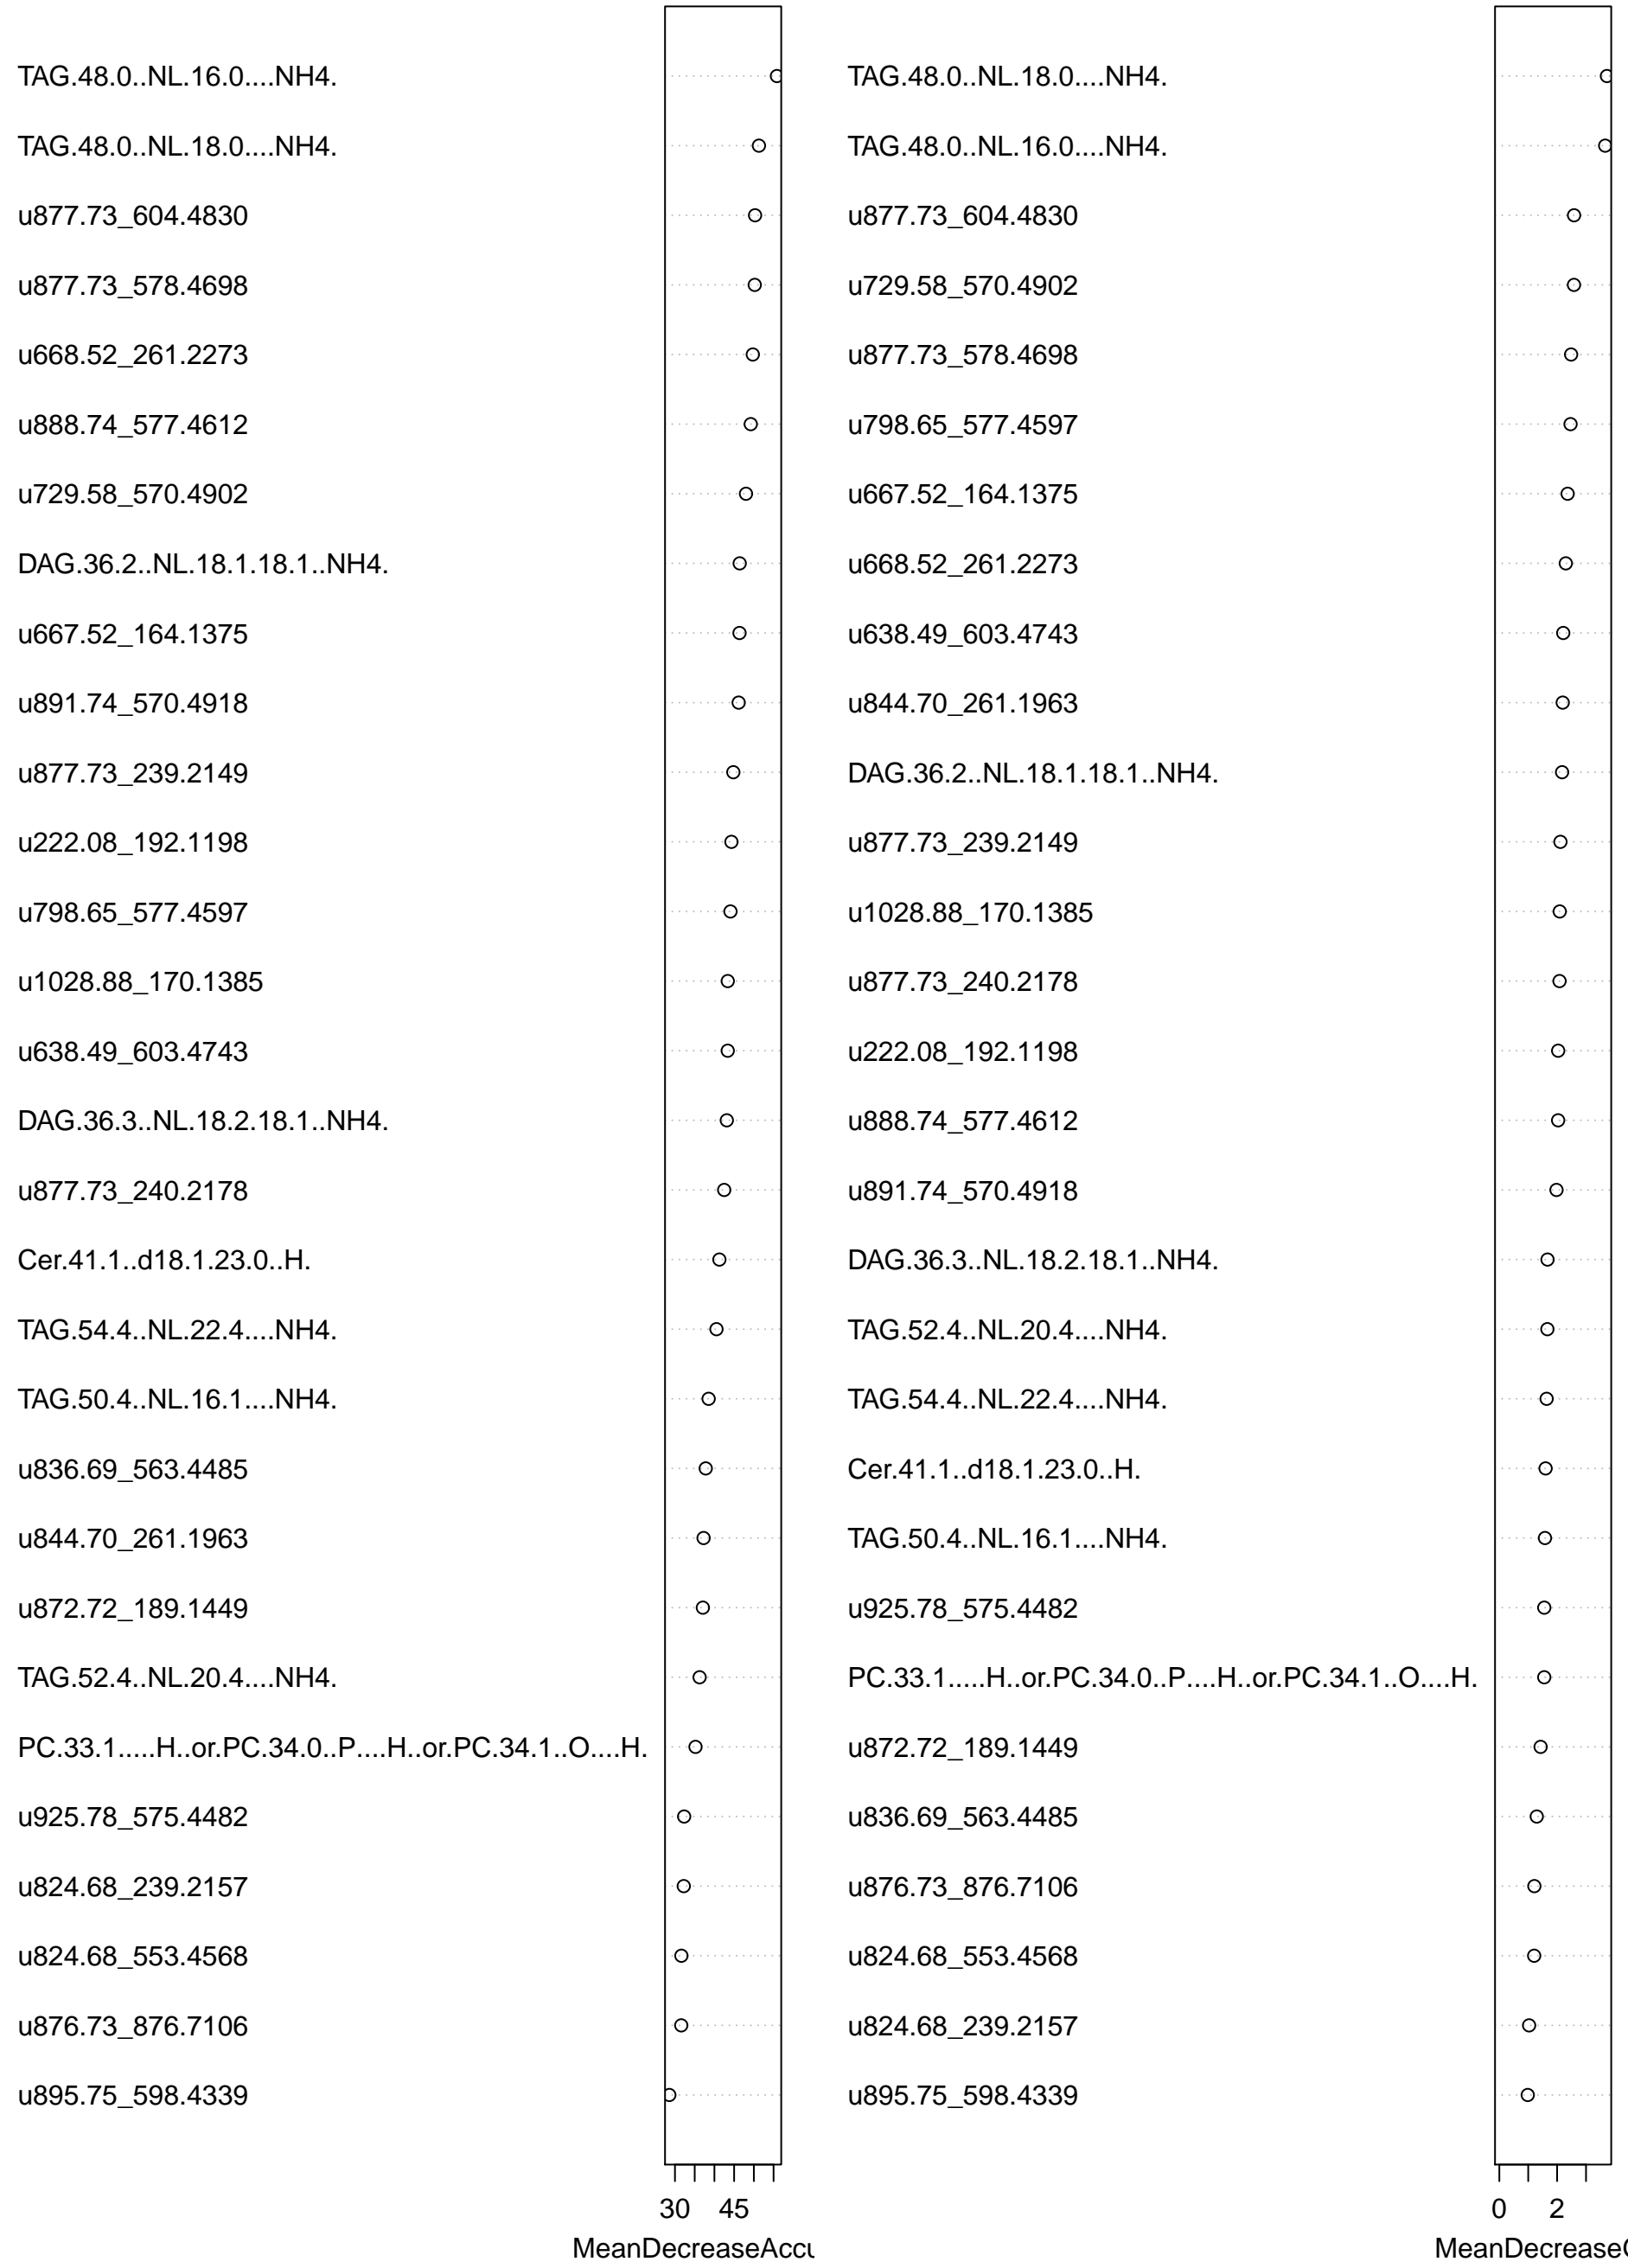 TAG.48.0..NL.16.0....NH4.
TAG.48.0..NL.18.0....NH4.
u877.73_604.4830
u877.73_578.4698
u668.52_261.2273
u888.74_577.4612
u729.58_570.4902
DAG.36.2..NL.18.1.18.1..NH4.
u667.52_164.1375
u891.74_570.4918
u877.73_239.2149
u222.08_192.1198
u798.65_577.4597
u1028.88_170.1385
u638.49_603.4743
DAG.36.3..NL.18.2.18.1..NH4.
u877.73_240.2178
Cer.41.1..d18.1.23.0..H.
TAG.54.4..NL.22.4....NH4.
TAG.50.4..NL.16.1....NH4.
u836.69_563.4485
u844.70_261.1963
u872.72_189.1449
TAG.52.4..NL.20.4....NH4.
PC.33.1.....H..or.PC.34.0..P....H..or.PC.34.1..O....H.
u925.78_575.4482
u824.68_239.2157
u824.68_553.4568
u876.73_876.7106
u895.75_598.4339
30 45
MeanDecreaseAccu
TAG.48.0..NL.18.0....NH4.
TAG.48.0..NL.16.0....NH4.
u877.73_604.4830
u729.58_570.4902
u877.73_578.4698
u798.65_577.4597
u667.52_164.1375
u668.52_261.2273
u638.49_603.4743
u844.70_261.1963
DAG.36.2..NL.18.1.18.1..NH4.
u877.73_239.2149
u1028.88_170.1385
u877.73_240.2178
u222.08_192.1198
u888.74_577.4612
u891.74_570.4918
DAG.36.3..NL.18.2.18.1..NH4.
TAG.52.4..NL.20.4....NH4.
TAG.54.4..NL.22.4....NH4.
Cer.41.1..d18.1.23.0..H.
TAG.50.4..NL.16.1....NH4.
u925.78_575.4482
PC.33.1.....H..or.PC.34.0..P....H..or.PC.34.1..O....H.
u872.72_189.1449
u836.69_563.4485
u876.73_876.7106
u824.68_553.4568
u824.68_239.2157
u895.75_598.4339
0 2
MeanDecreaseG